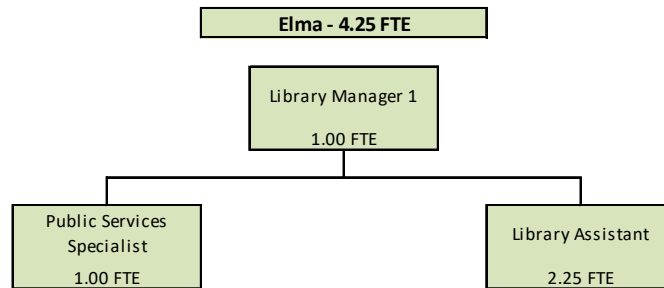 Elma - 4.25 FTE
Library Manager 1
1.00 FTE
Public Services
Specialist
1.00 FTE
Library Assistant
2.25 FTE